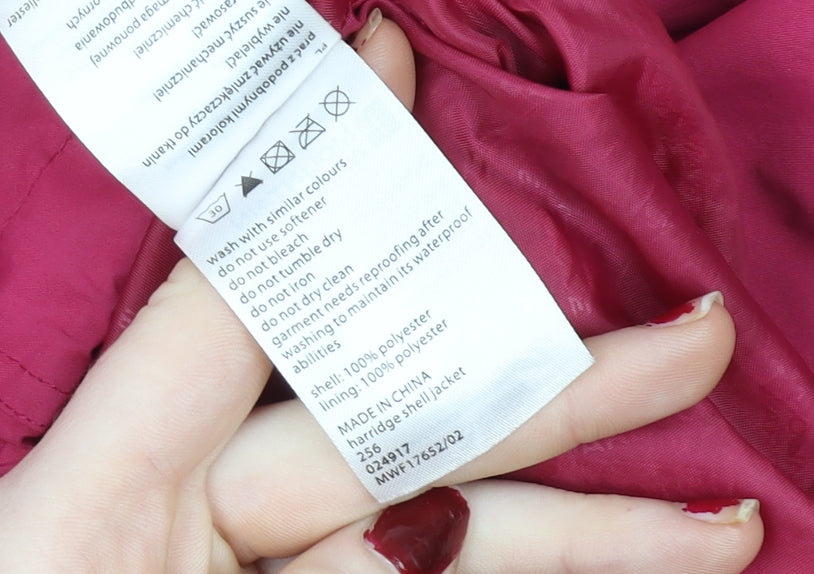 30
wash with similar colours
do not use softener
do not bleach
do not tumble dry
do not iron
do not dry clean
garment needs reproofing after
washing to maintain its waterproof
abilities
shell: 100% polyester
lining: 100% polyester
MADE IN CHINA
harridge shell jacket
256
024917
MWF17652/02
PL
prać z podobnymi kolorami
nie używać zmiękczaczy do tkanin
nie wybielać
nie suszyć mechanicznie